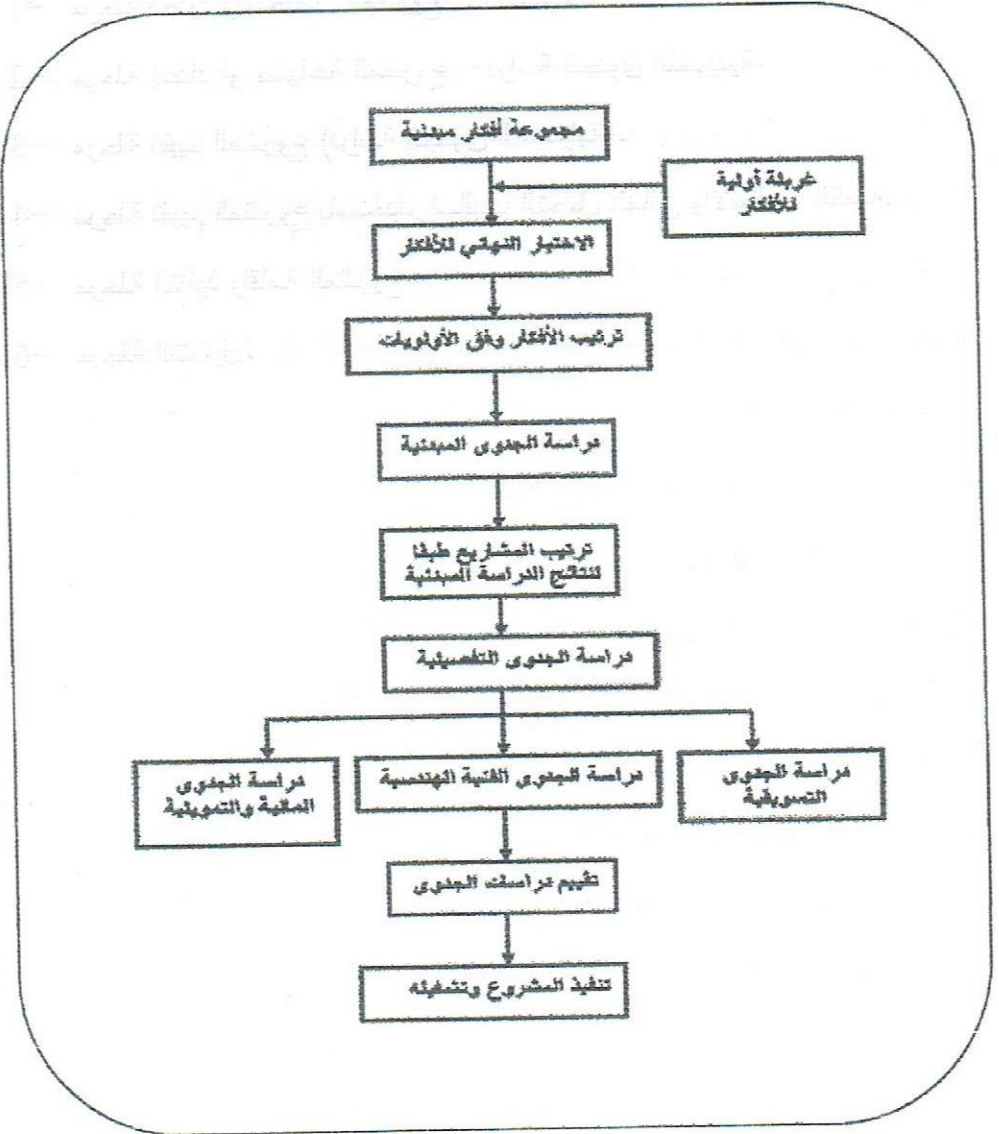 مجموعة أفكار مبدئية
غربلة أولية
للأفكار
الاختيار النهائي للأفكار
ترتيب الأفكار وفق الأولويات
دراسة الجدوى المبدئية
ترتيب المشاريع طبقا
لنتائج الدراسة المبدئية
دراسة الجدوى التفصيلية
دراسة الجدوى
التسويقية
دراسة الجدوى الفنية الهندسية
دراسة الجدوى
المالية والتمويلية
تقييم دراسات الجدوى
تنفيذ المشروع وتشغيله